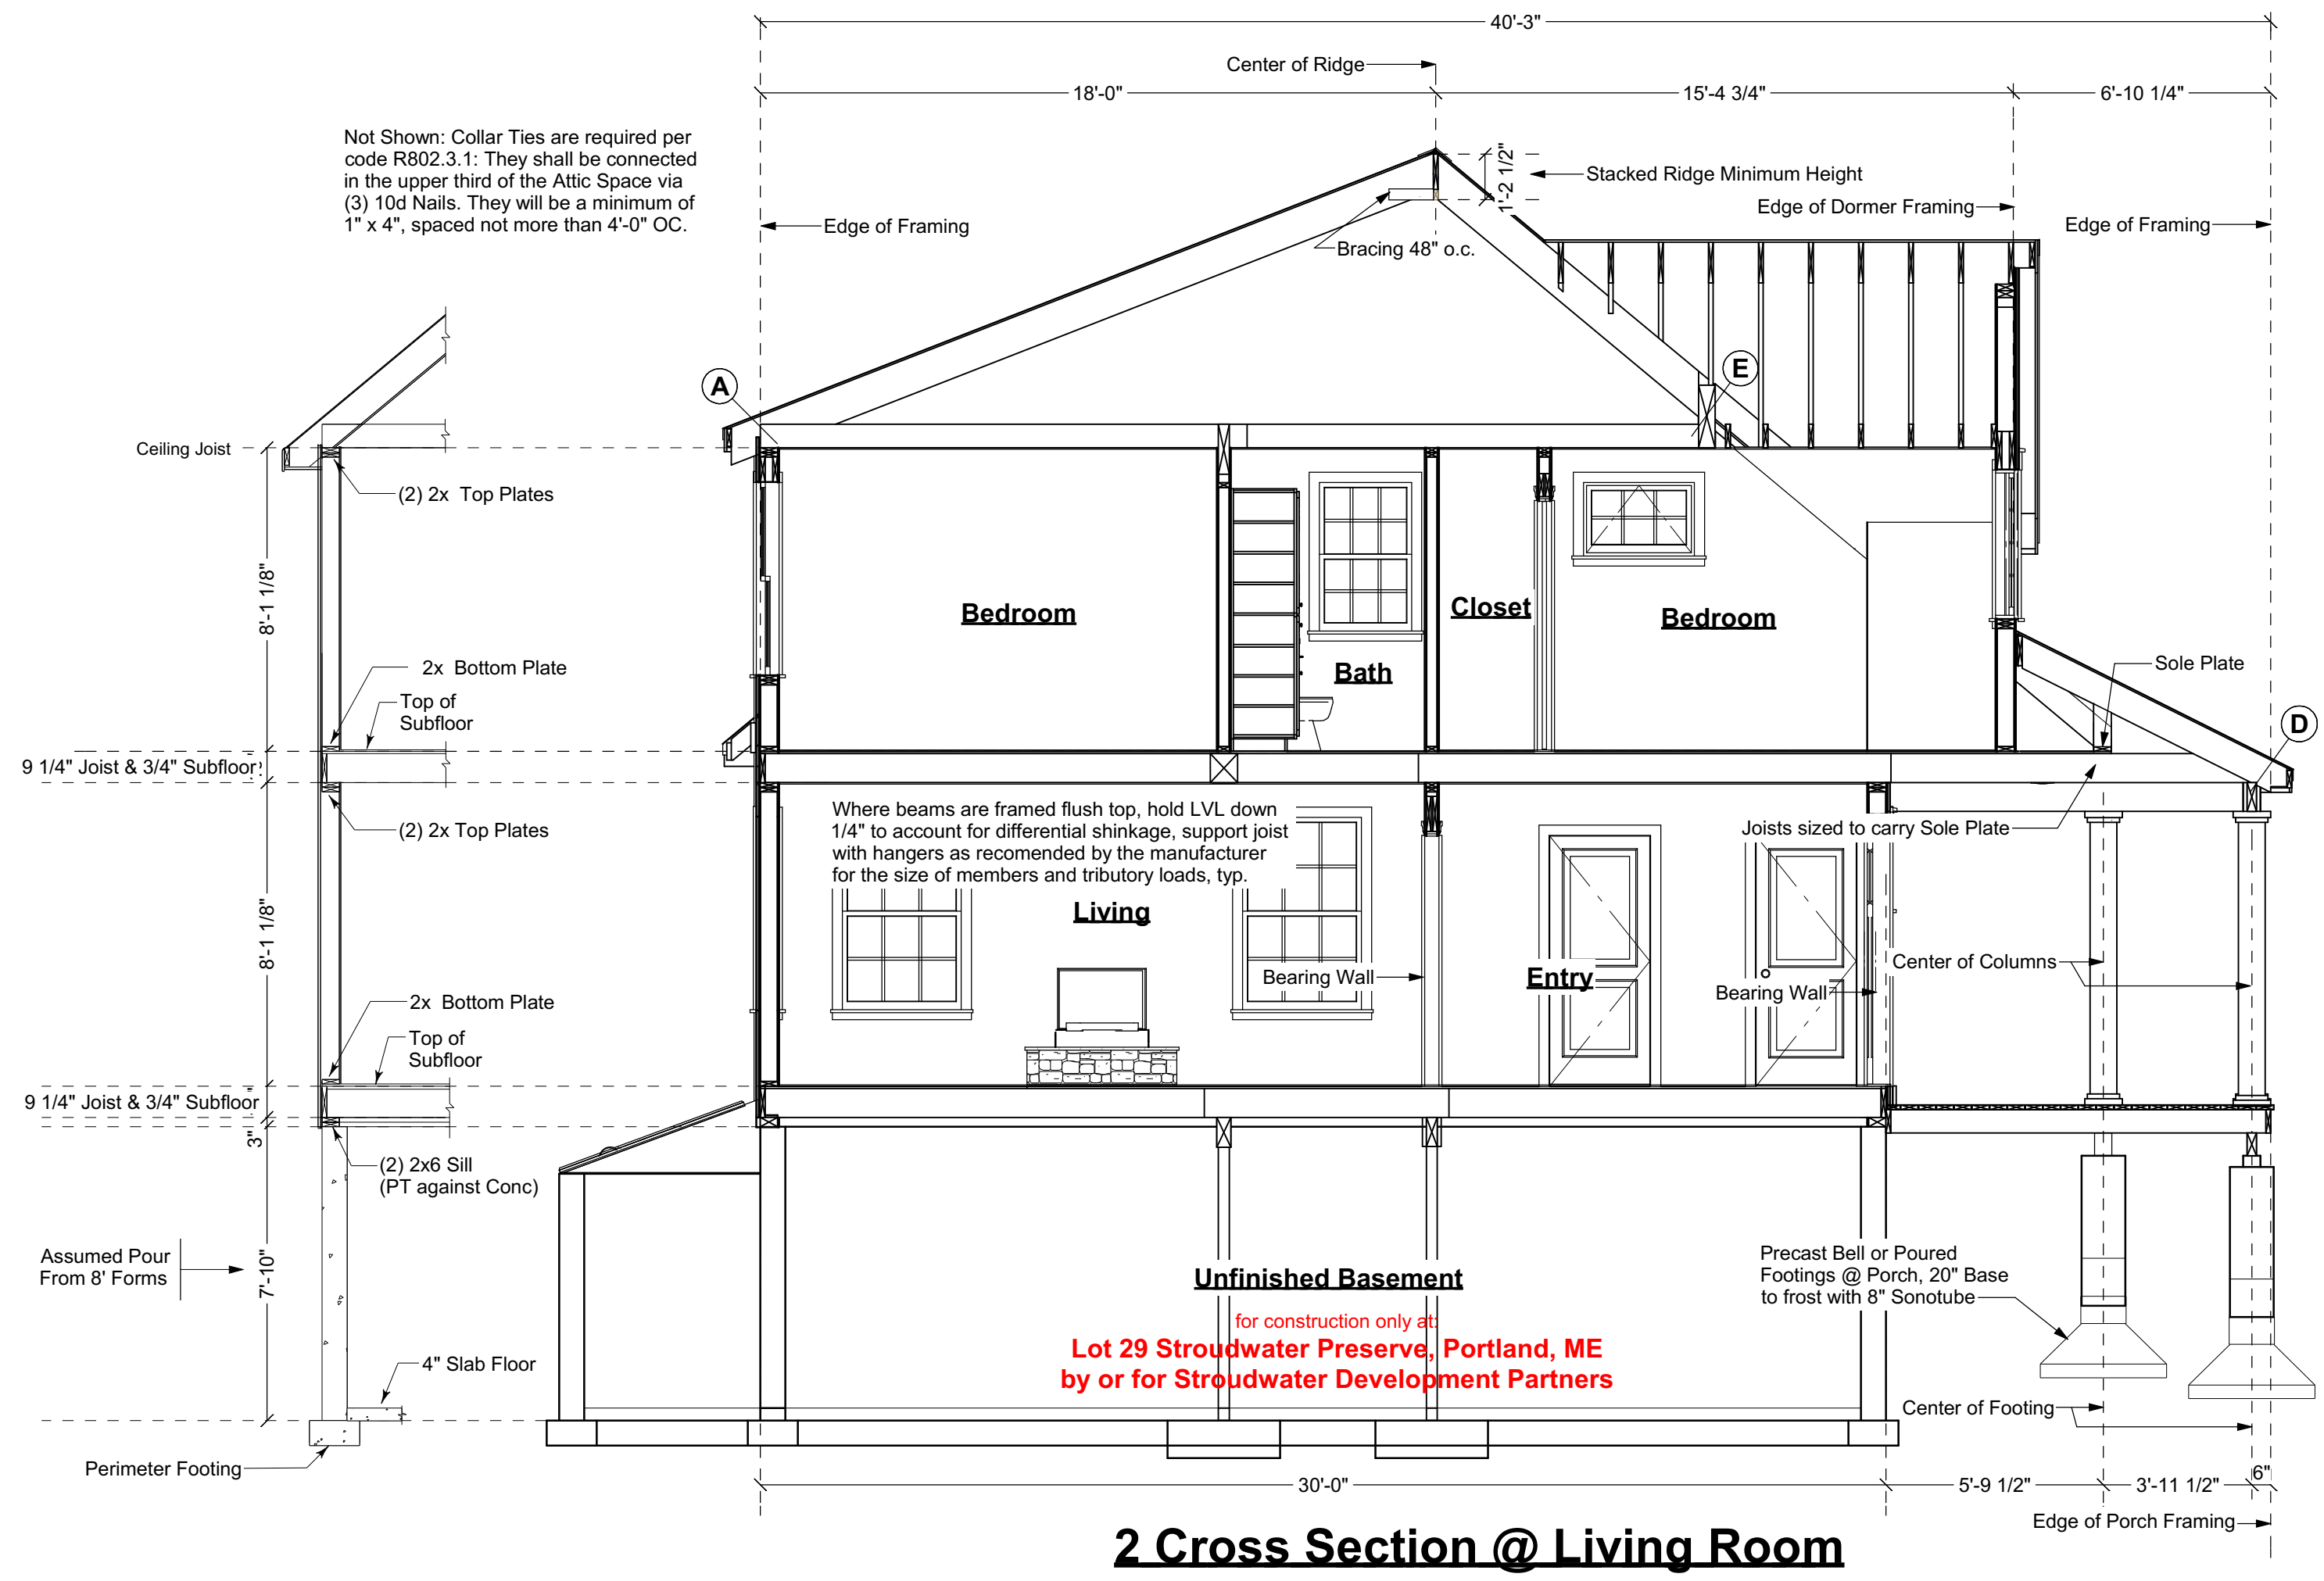 40'-3"
Center of Ridge
18'-0"
15'-4 3/4"
6'-10 1/4"
Not Shown: Collar Ties are required per
code R802.3.1: They shall be connected
in the upper third of the Attic Space via
(3) 10d Nails. They will be a minimum of
1" x 4", spaced not more than 4'-0" OC.
1'-2 1/2"
Stacked Ridge Minimum Height
Edge of Dormer Framing
Edge of Framing
Edge of Framing
Bracing 48" o.c.
A
E
Ceiling Joist
(2) 2x Top Plates
8'-1 1/8"
Bedroom
Closet
Bedroom
Bath
2x Bottom Plate
Top of
Subfloor
Sole Plate
D
9 1/4" Joist & 3/4" Subfloor
(2) 2x Top Plates
Where beams are framed flush top, hold LVL down
1/4" to account for differential shinkage, support joist
with hangers as recomended by the manufacturer
for the size of members and tributory loads, typ.
Joists sized to carry Sole Plate
Living
8'-1 1/8"
Bearing Wall
Entry
Bearing Wall
Center of Columns
2x Bottom Plate
Top of
Subfloor
9 1/4" Joist & 3/4" Subfloor
3"
(2) 2x6 Sill
(PT against Conc)
Assumed Pour
From 8' Forms
7'-10"
Unfinished Basement
Precast Bell or Poured
Footings @ Porch, 20" Base
to frost with 8" Sonotube
for construction only at:
Lot 29 Stroudwater Preserve, Portland, ME
by or for Stroudwater Development Partners
4" Slab Floor
Center of Footing
Perimeter Footing
30'-0"
5'-9 1/2"
3'-11 1/2"
6"
Edge of Porch Framing
2 Cross Section @ Living Room